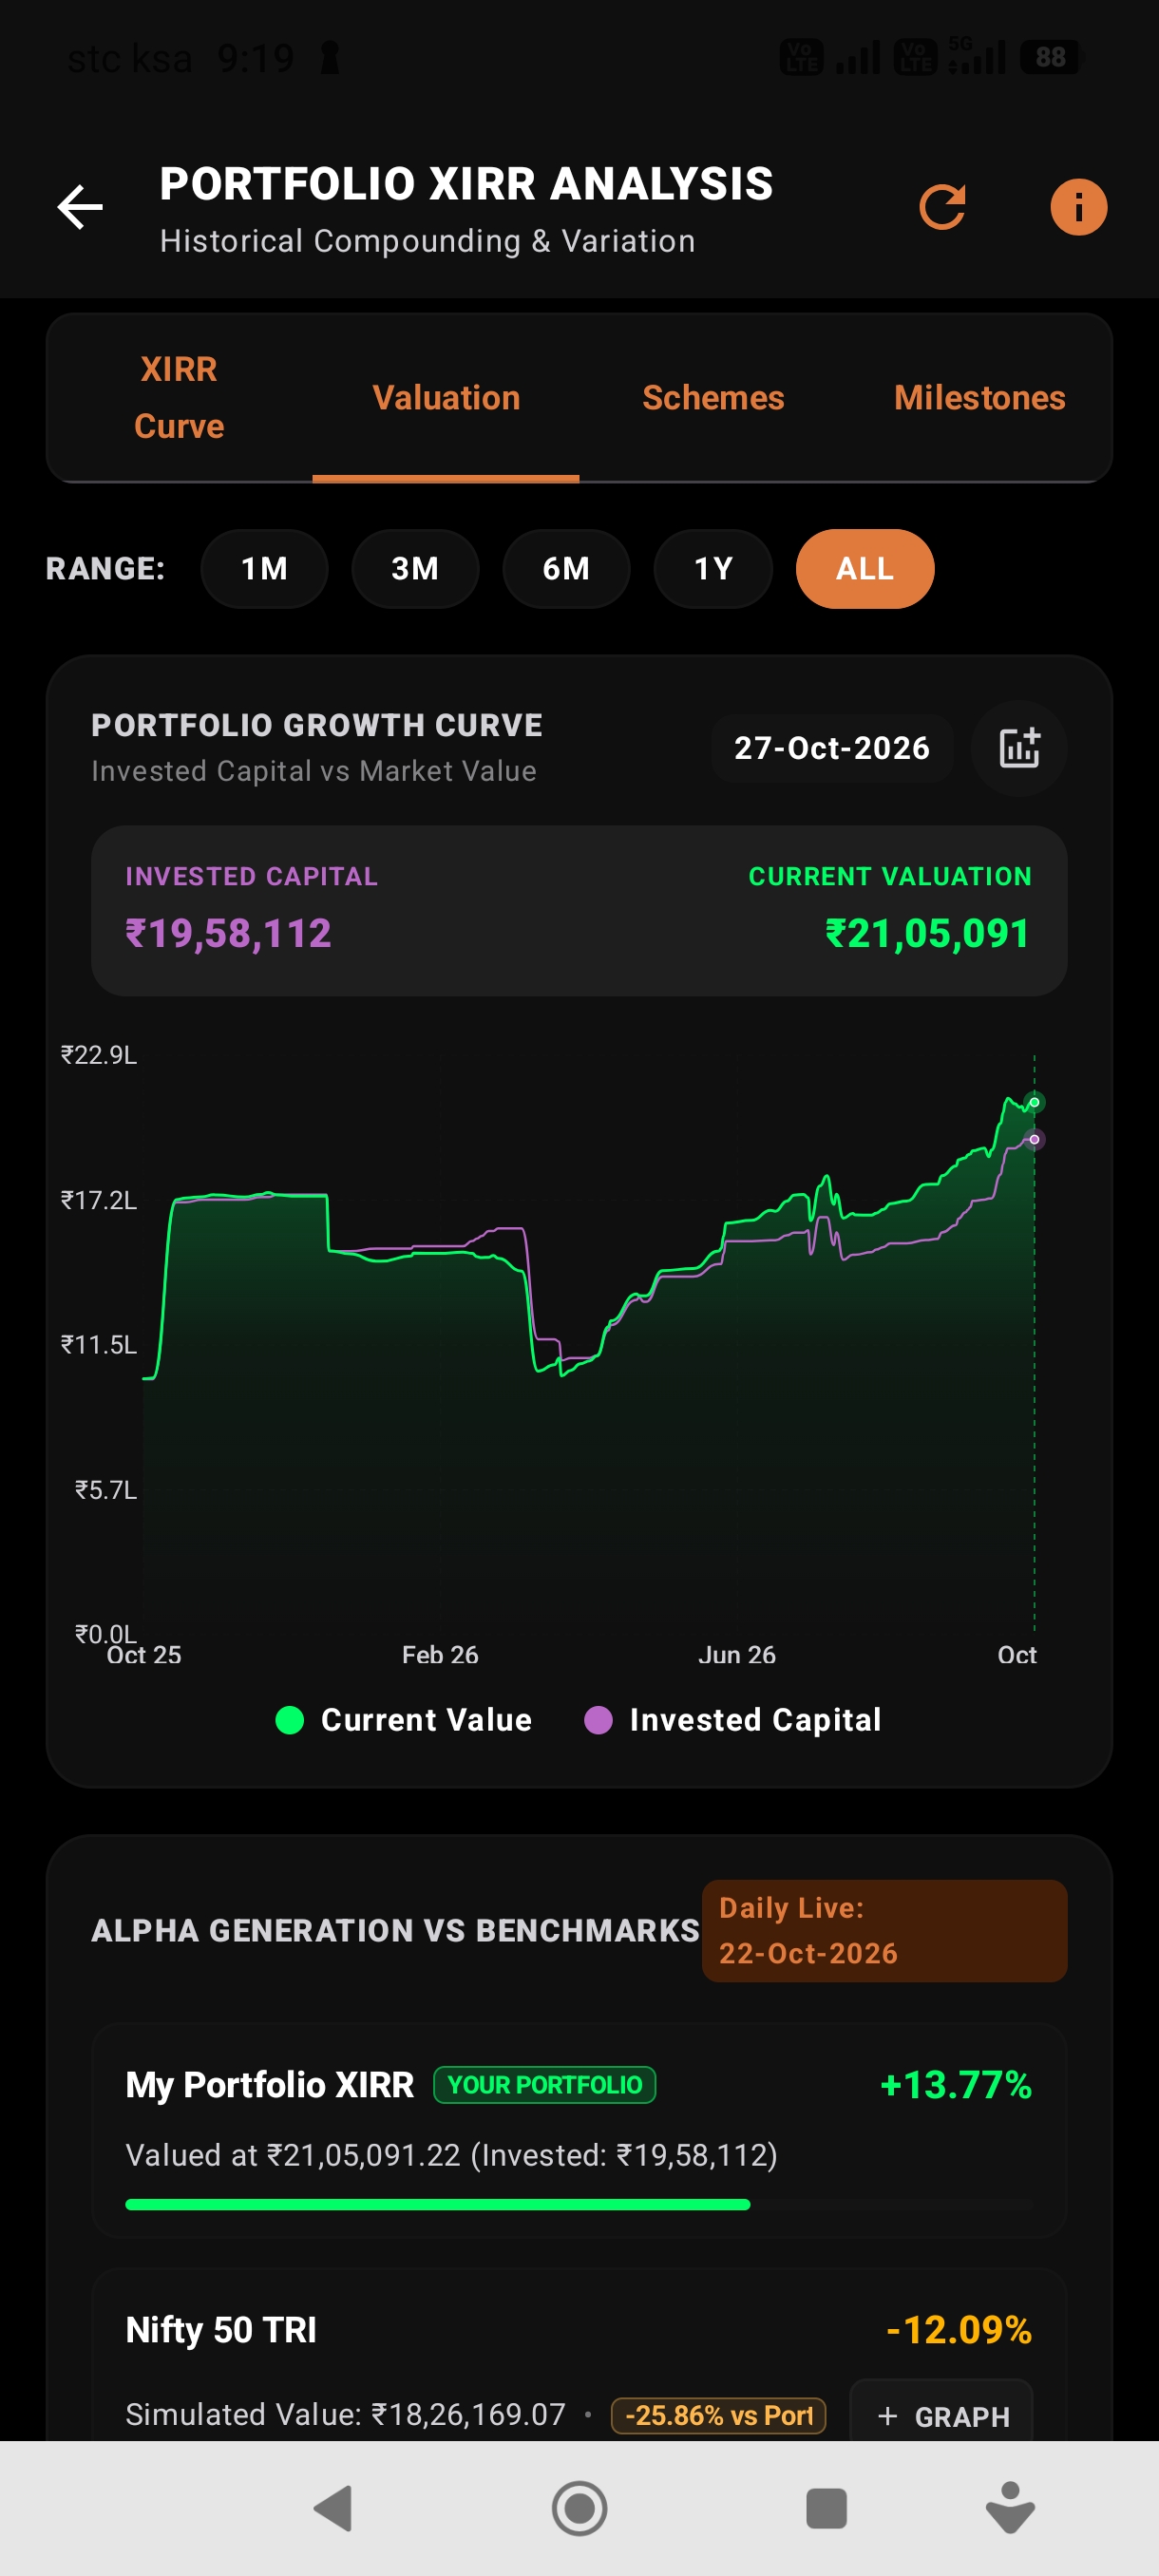 stc ksa 9:19
Vo LTE Vo LTE 5G 88
PORTFOLIO XIRR ANALYSIS
Historical Compounding & Variation
XIRR
Curve
Valuation
Schemes
Milestones
RANGE: 1M 3M 6M 1Y ALL
PORTFOLIO GROWTH CURVE
Invested Capital vs Market Value
27-Oct-2026
INVESTED CAPITAL
₹19,58,112
CURRENT VALUATION
₹21,05,091
₹22.9L
₹17.2L
₹11.5L
₹5.7L
₹0.0L
Oct 25 Feb 26 Jun 26 Oct
Current Value Invested Capital
ALPHA GENERATION VS BENCHMARKS
Daily Live:
22-Oct-2026
My Portfolio XIRR YOUR PORTFOLIO +13.77%
Valued at ₹21,05,091.22 (Invested: ₹19,58,112)
Nifty 50 TRI -12.09%
Simulated Value: ₹18,26,169.07 • -25.86% vs Port + GRAPH